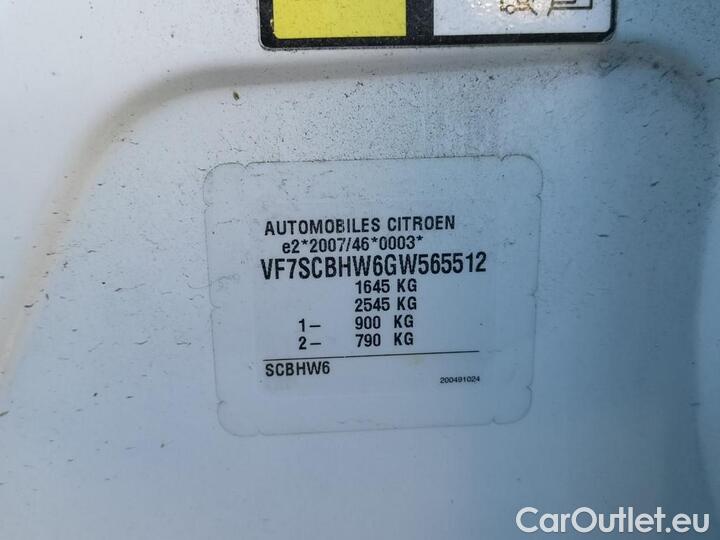 AUTOMOBILES CITROEN
e2*2007/46*0003*
VF7SCBHW6GW565512
1645 KG
2545 KG
1- 900 KG
2- 790 KG
SCBHW6
200491024
CarOutlet.eu